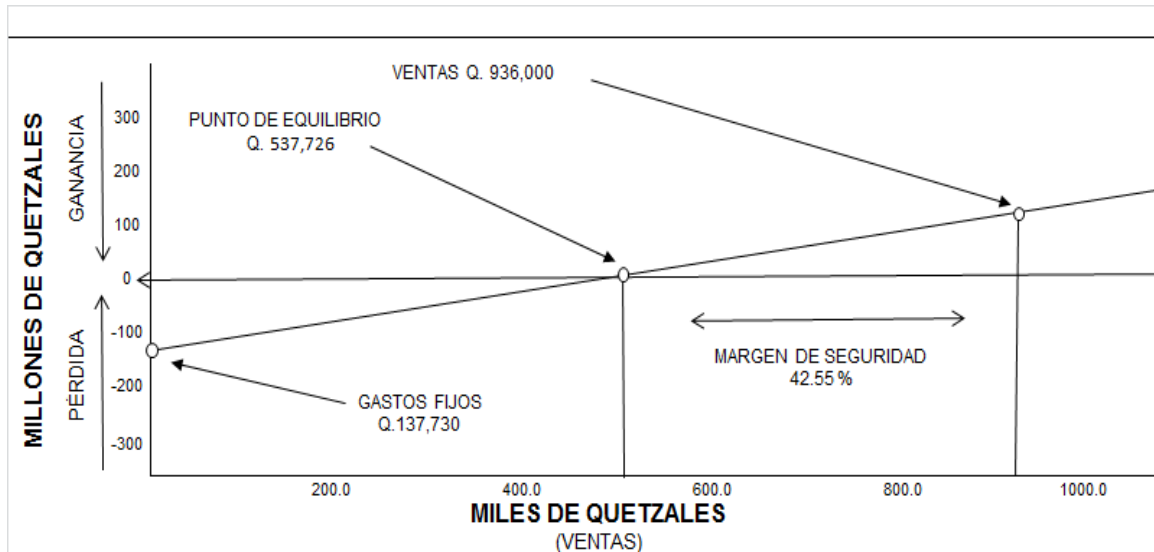 VENTAS Q. 936,000
PUNTO DE EQUILIBRIO
Q. 537,726
MILLONES DE QUETZALES
GANANCIA
PÉRDIDA
300
200
100
0
-100
-200
-300
MARGEN DE SEGURIDAD
42.55 %
GASTOS FIJOS
Q.137,730
200.0 400.0 600.0 800.0 1000.0
MILES DE QUETZALES
(VENTAS)